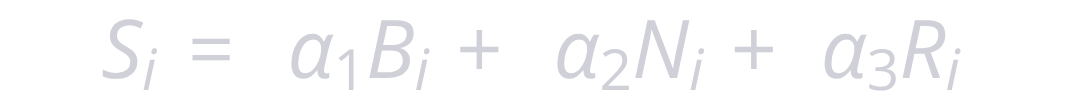 Sᵢ = α₁Bᵢ + α₂Nᵢ + α₃Rᵢ